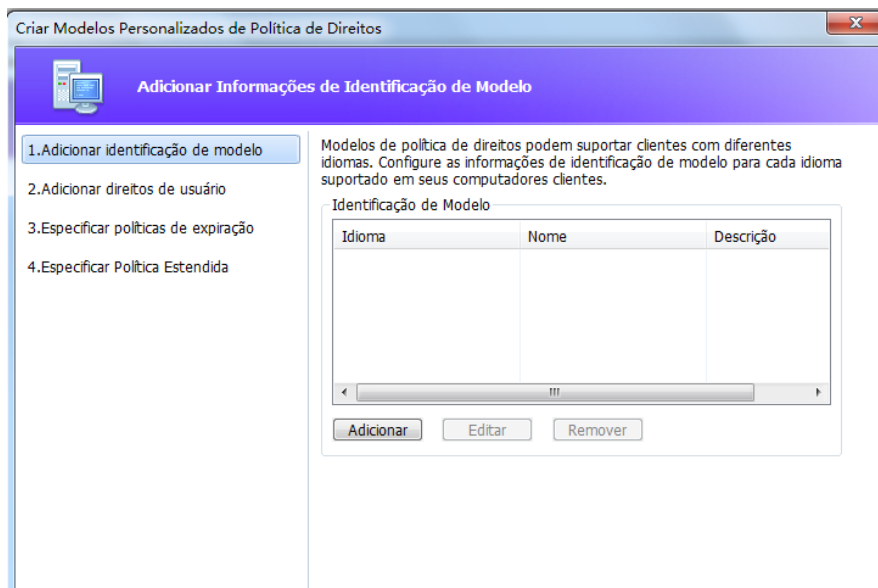 Criar Modelos Personalizados de Política de Direitos
Adicionar Informações de Identificação de Modelo
1.Adicionar identificação de modelo
2.Adicionar direitos de usuário
3.Especificar políticas de expiração
4.Especificar Política Estendida
Modelos de política de direitos podem suportar clientes com diferentes
idiomas. Configure as informações de identificação de modelo para cada idioma
suportado em seus computadores clientes.
Identificação de Modelo
Idioma Nome Descrição
Adicionar Editar Remover